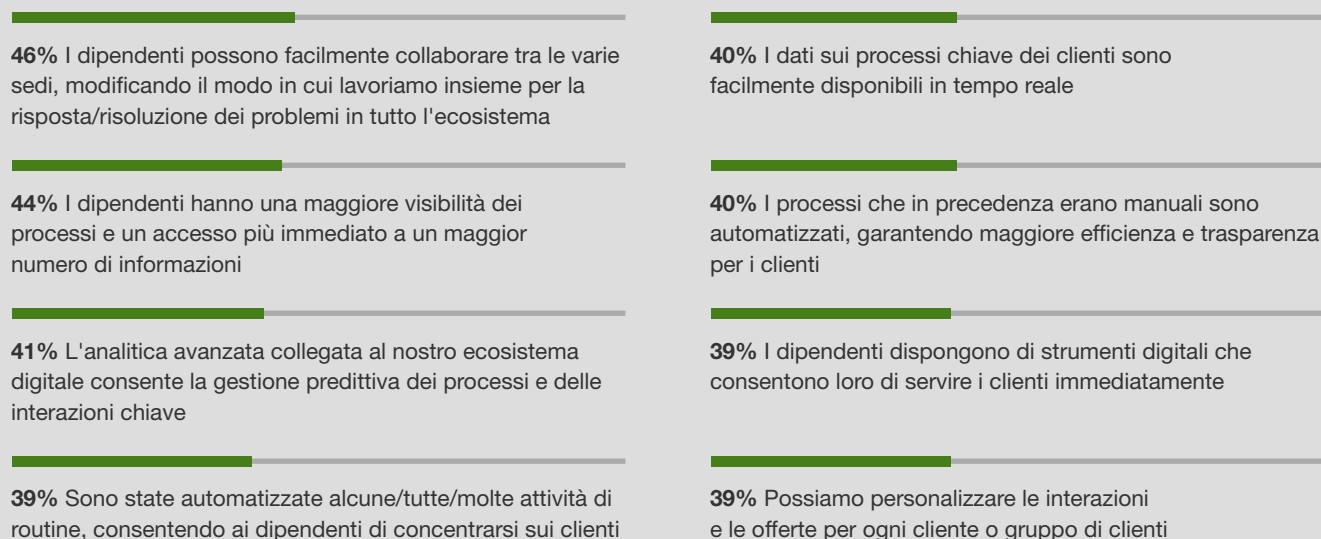 46% I dipendenti possono facilmente collaborare tra le varie
sedi, modificando il modo in cui lavoriamo insieme per la
risposta/risoluzione dei problemi in tutto l'ecosistema
44% I dipendenti hanno una maggiore visibilità dei
processi e un accesso più immediato a un maggior
numero di informazioni
41% L'analitica avanzata collegata al nostro ecosistema
digitale consente la gestione predittiva dei processi e delle
interazioni chiave
39% Sono state automatizzate alcune/tutte/molte attività di
routine, consentendo ai dipendenti di concentrarsi sui clienti
40% I dati sui processi chiave dei clienti sono
facilmente disponibili in tempo reale
40% I processi che in precedenza erano manuali sono
automatizzati, garantendo maggiore efficienza e trasparenza
per i clienti
39% I dipendenti dispongono di strumenti digitali che
consentono loro di servire i clienti immediatamente
39% Possiamo personalizzare le interazioni
e le offerte per ogni cliente o gruppo di clienti